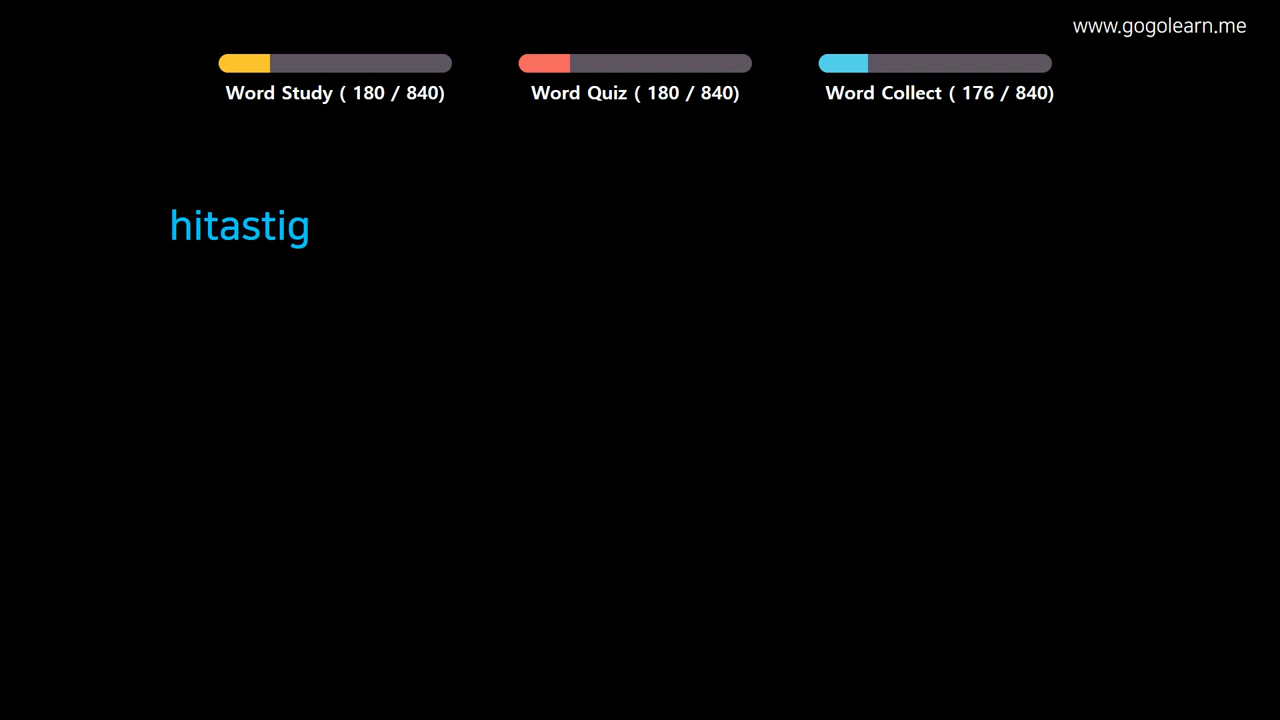 www.gogolearn.me
Word Study ( 180 / 840)
Word Quiz ( 180 / 840)
Word Collect ( 176 / 840)
hitastig